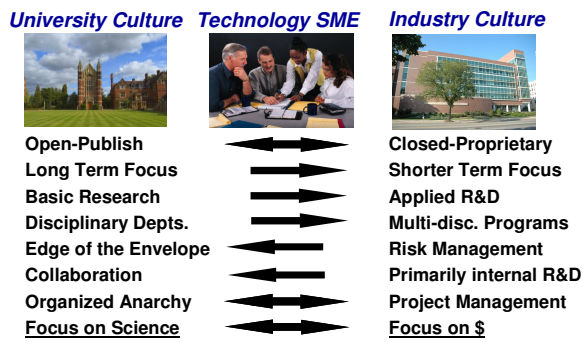 University Culture Technology SME Industry Culture
Open-Publish Closed-Proprietary
Long Term Focus Shorter Term Focus
Basic Research Applied R&D
Disciplinary Depts. Multi-disc. Programs
Edge of the Envelope Risk Management
Collaboration Primarily internal R&D
Organized Anarchy Project Management
Focus on Science Focus on $